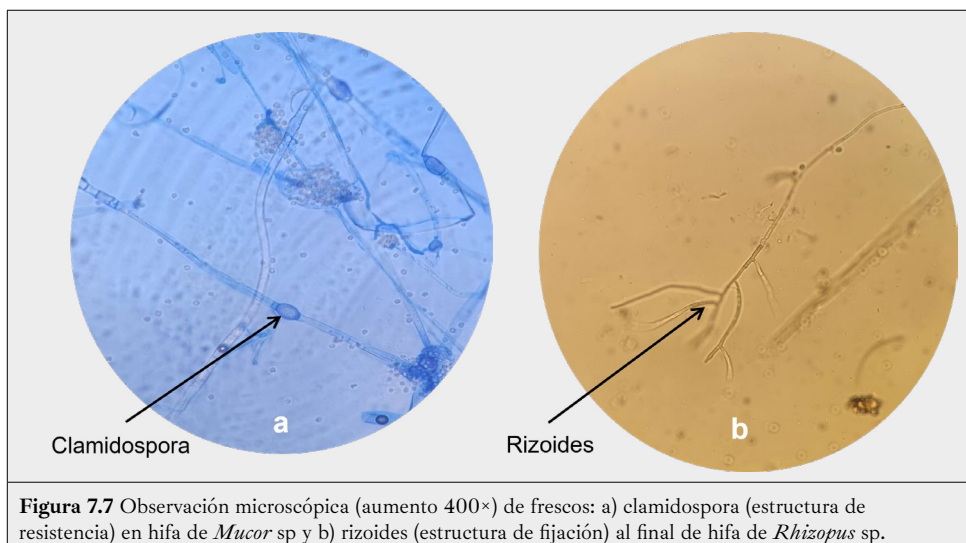 a
b
Clamidospora
Rizoides
Figura 7.7 Observación microscópica (aumento 400×) de frescos: a) clamidospora (estructura de
resistencia) en hifa de Mucor sp y b) rizoides (estructura de fijación) al final de hifa de Rhizopus sp.